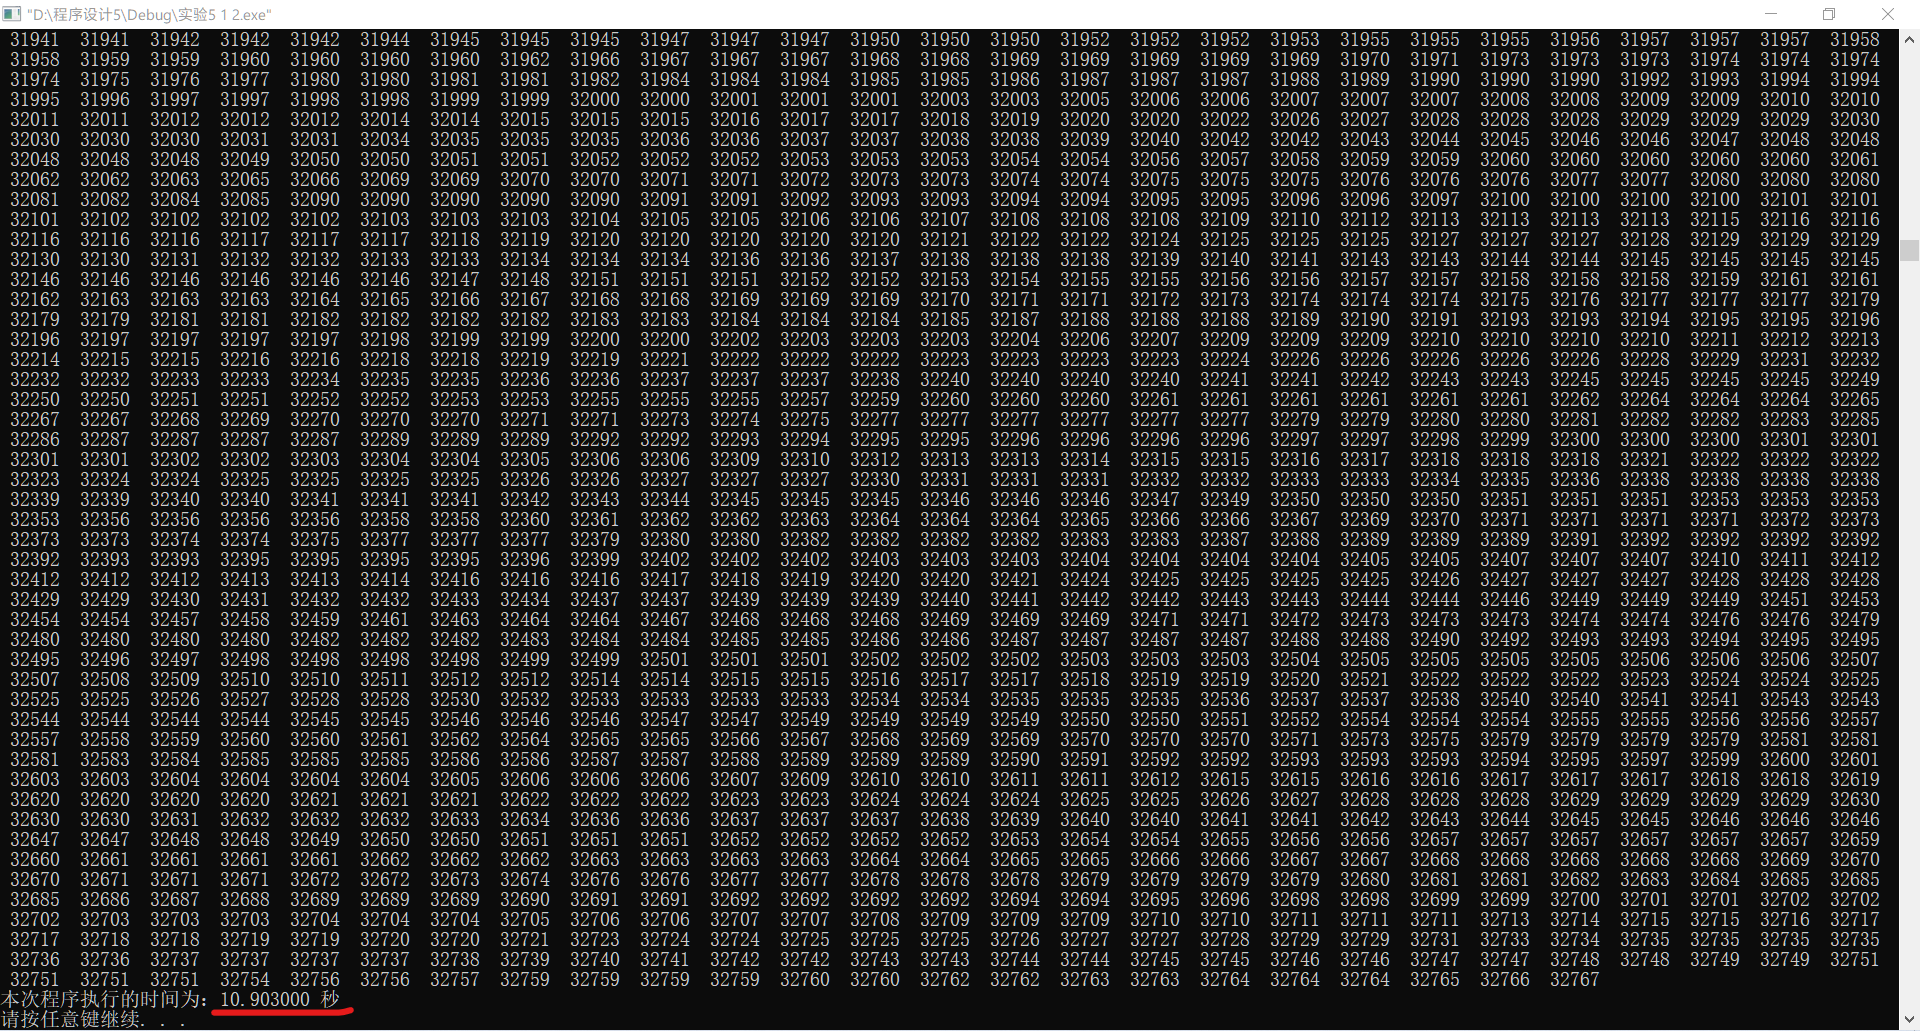 "D:\程序设计5\Debug\实验5 1 2.exe"
31941 31941 31942 31942 31942 31944 31945 31945 31945 31947 31947 31947 31950 31950 31950 31952 31952 31952 31953 31955 31955 31955 31956 31957 31957 31957 31958
31958 31959 31959 31960 31960 31960 31960 31962 31966 31967 31967 31967 31968 31968 31969 31969 31969 31969 31969 31970 31971 31973 31973 31973 31974 31974 31974
31974 31975 31976 31977 31980 31980 31981 31981 31982 31984 31984 31984 31985 31985 31986 31987 31987 31987 31988 31989 31990 31990 31990 31992 31993 31994 31994
31995 31996 31997 31997 31998 31998 31999 31999 32000 32000 32001 32001 32001 32003 32003 32005 32006 32006 32007 32007 32007 32008 32008 32009 32009 32010 32010
32011 32011 32012 32012 32012 32014 32014 32015 32015 32015 32016 32017 32017 32018 32019 32020 32020 32022 32026 32027 32028 32028 32028 32029 32029 32029 32030
32030 32030 32030 32031 32031 32034 32035 32035 32035 32036 32036 32037 32037 32038 32038 32039 32040 32042 32042 32043 32044 32045 32046 32046 32047 32048 32048
32048 32048 32048 32049 32050 32050 32051 32051 32052 32052 32052 32053 32053 32053 32054 32054 32056 32057 32058 32059 32059 32060 32060 32060 32060 32060 32061
32062 32062 32063 32065 32066 32069 32069 32070 32070 32071 32071 32072 32073 32073 32074 32074 32075 32075 32075 32076 32076 32076 32077 32077 32080 32080 32080
32081 32082 32084 32085 32090 32090 32090 32090 32090 32091 32091 32092 32093 32093 32094 32094 32095 32095 32096 32096 32097 32100 32100 32100 32100 32101 32101
32101 32102 32102 32102 32102 32103 32103 32103 32104 32105 32105 32106 32106 32107 32108 32108 32108 32109 32110 32112 32113 32113 32113 32113 32115 32116 32116
32116 32116 32116 32117 32117 32117 32118 32119 32120 32120 32120 32120 32120 32121 32122 32122 32124 32125 32125 32125 32127 32127 32127 32128 32129 32129 32129
32130 32130 32131 32132 32132 32133 32133 32134 32134 32134 32136 32136 32137 32138 32138 32138 32139 32140 32141 32143 32143 32144 32144 32145 32145 32145 32145
32146 32146 32146 32146 32146 32146 32147 32148 32151 32151 32151 32152 32152 32153 32154 32155 32155 32156 32156 32157 32157 32158 32158 32158 32159 32161 32161
32162 32163 32163 32163 32164 32165 32166 32167 32168 32168 32169 32169 32169 32170 32171 32171 32172 32173 32174 32174 32174 32175 32176 32177 32177 32177 32179
32179 32179 32181 32181 32182 32182 32182 32182 32183 32183 32184 32184 32184 32185 32187 32188 32188 32188 32189 32190 32191 32193 32193 32194 32195 32195 32196
32196 32197 32197 32197 32197 32198 32199 32199 32200 32200 32202 32203 32203 32203 32204 32206 32207 32209 32209 32209 32210 32210 32210 32210 32211 32212 32213
32214 32215 32215 32216 32216 32218 32218 32219 32219 32221 32222 32222 32222 32223 32223 32223 32223 32224 32226 32226 32226 32226 32226 32228 32229 32231 32232
32232 32232 32233 32233 32234 32235 32235 32236 32236 32237 32237 32237 32238 32240 32240 32240 32240 32241 32241 32242 32243 32243 32245 32245 32245 32245 32249
32250 32250 32251 32251 32252 32252 32253 32253 32255 32255 32255 32257 32259 32260 32260 32260 32261 32261 32261 32261 32261 32261 32262 32264 32264 32264 32265
32267 32267 32268 32269 32270 32270 32270 32271 32271 32273 32274 32275 32277 32277 32277 32277 32277 32277 32279 32279 32280 32280 32281 32282 32282 32283 32285
32286 32287 32287 32287 32287 32289 32289 32289 32292 32292 32293 32294 32295 32295 32296 32296 32296 32296 32297 32297 32298 32299 32300 32300 32300 32301 32301
32301 32301 32302 32302 32303 32304 32304 32305 32306 32306 32309 32310 32312 32313 32313 32314 32315 32315 32316 32317 32318 32318 32318 32321 32322 32322 32322
32323 32324 32324 32325 32325 32325 32325 32326 32326 32327 32327 32327 32330 32331 32331 32331 32332 32332 32333 32333 32334 32335 32336 32338 32338 32338 32338
32339 32339 32340 32340 32341 32341 32341 32342 32343 32344 32345 32345 32345 32346 32346 32346 32347 32349 32350 32350 32350 32351 32351 32351 32353 32353 32353
32353 32356 32356 32356 32356 32358 32358 32360 32361 32362 32362 32363 32364 32364 32364 32365 32366 32366 32367 32369 32370 32371 32371 32371 32371 32372 32373
32373 32373 32374 32374 32375 32377 32377 32377 32379 32380 32380 32382 32382 32382 32382 32383 32383 32387 32388 32389 32389 32389 32391 32392 32392 32392 32392
32392 32393 32393 32395 32395 32395 32395 32396 32399 32402 32402 32402 32403 32403 32403 32404 32404 32404 32404 32405 32405 32407 32407 32407 32410 32411 32412
32412 32412 32412 32413 32413 32414 32416 32416 32416 32417 32418 32419 32420 32420 32421 32424 32425 32425 32425 32425 32426 32427 32427 32427 32428 32428 32428
32429 32429 32430 32431 32432 32432 32433 32434 32437 32437 32439 32439 32439 32440 32441 32442 32442 32443 32443 32444 32444 32446 32449 32449 32449 32451 32453
32454 32454 32457 32458 32459 32461 32463 32464 32464 32467 32468 32468 32468 32469 32469 32469 32471 32471 32472 32473 32473 32474 32474 32474 32476 32476 32479
32480 32480 32480 32480 32482 32482 32482 32483 32484 32484 32485 32485 32486 32486 32487 32487 32487 32487 32488 32488 32490 32492 32493 32493 32494 32495 32495
32495 32496 32497 32498 32498 32498 32498 32499 32499 32501 32501 32501 32502 32502 32502 32503 32503 32503 32504 32505 32505 32505 32505 32506 32506 32506 32507
32507 32508 32509 32510 32510 32511 32512 32512 32514 32514 32515 32515 32516 32517 32517 32518 32519 32519 32520 32521 32522 32522 32522 32523 32524 32524 32525
32525 32525 32526 32527 32528 32528 32530 32532 32533 32533 32533 32533 32534 32534 32535 32535 32535 32536 32537 32537 32538 32540 32540 32541 32541 32543 32543
32544 32544 32544 32544 32545 32545 32546 32546 32546 32547 32547 32549 32549 32549 32549 32550 32550 32551 32552 32554 32554 32554 32555 32555 32556 32556 32557
32557 32558 32559 32560 32560 32561 32562 32564 32565 32565 32566 32567 32568 32569 32569 32570 32570 32570 32571 32573 32575 32579 32579 32579 32579 32581 32581
32581 32583 32584 32585 32585 32585 32586 32586 32587 32587 32588 32589 32589 32589 32590 32591 32592 32592 32593 32593 32593 32594 32595 32597 32599 32600 32601
32603 32603 32604 32604 32604 32604 32605 32606 32606 32606 32607 32609 32610 32610 32611 32611 32612 32615 32615 32616 32616 32617 32617 32617 32618 32618 32619
32620 32620 32620 32620 32621 32621 32621 32622 32622 32622 32623 32623 32624 32624 32624 32625 32625 32626 32627 32628 32628 32628 32629 32629 32629 32629 32630
32630 32630 32631 32632 32632 32632 32633 32634 32636 32636 32637 32637 32637 32638 32639 32640 32640 32641 32641 32642 32643 32644 32645 32645 32646 32646 32646
32647 32647 32648 32648 32649 32650 32650 32651 32651 32651 32652 32652 32652 32652 32653 32654 32654 32655 32656 32656 32657 32657 32657 32657 32657 32657 32659
32660 32661 32661 32661 32661 32662 32662 32662 32663 32663 32663 32663 32664 32664 32665 32665 32666 32666 32667 32667 32668 32668 32668 32668 32668 32669 32670
32670 32671 32671 32671 32672 32672 32673 32674 32676 32676 32677 32677 32678 32678 32678 32679 32679 32679 32679 32680 32681 32681 32682 32683 32684 32685 32685
32685 32686 32687 32688 32689 32689 32689 32690 32691 32691 32692 32692 32692 32692 32694 32694 32695 32696 32698 32698 32699 32699 32700 32701 32701 32702 32702
32702 32703 32703 32703 32704 32704 32704 32705 32706 32706 32707 32707 32708 32709 32709 32709 32710 32710 32711 32711 32711 32713 32714 32715 32715 32716 32717
32717 32718 32718 32719 32719 32720 32720 32721 32723 32724 32724 32725 32725 32725 32726 32727 32727 32728 32729 32729 32731 32733 32734 32735 32735 32735 32735
32736 32736 32737 32737 32737 32737 32738 32739 32740 32741 32742 32742 32743 32743 32744 32744 32745 32745 32746 32746 32747 32747 32748 32748 32749 32749 32751
32751 32751 32751 32754 32756 32756 32757 32759 32759 32759 32759 32760 32760 32762 32762 32763 32763 32764 32764 32764 32765 32766 32767
本次程序执行的时间为: 10.903000 秒
请按任意键继续. . .